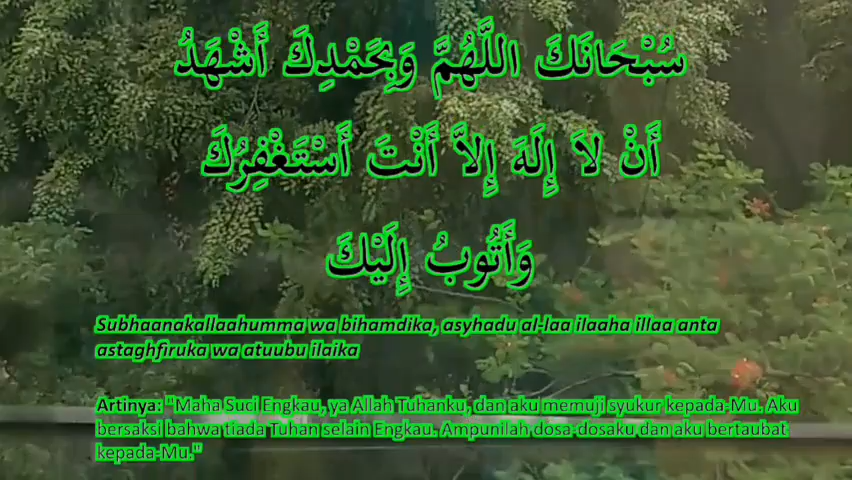 سُبْحَانَكَ اللَّهُمَّ وَبِحَمْدِكَ أَشْهَدُ
أَنْ لاَ إِلَهَ إِلاَّ أَنْتَ أَسْتَغْفِرُكَ
وَأَتُوبُ إِلَيْكَ
Subhaanakallaahumma wa bihamdika, asyhadu al-laa ilaaha illaa anta
astaghfiruka wa atuubu ilaika
Artinya: "Maha Suci Engkau, ya Allah Tuhanku, dan aku memuji syukur kepada-Mu. Aku
bersaksi bahwa tiada Tuhan selain Engkau. Ampunilah dosa-dosaku dan aku bertaubat
kepada-Mu."